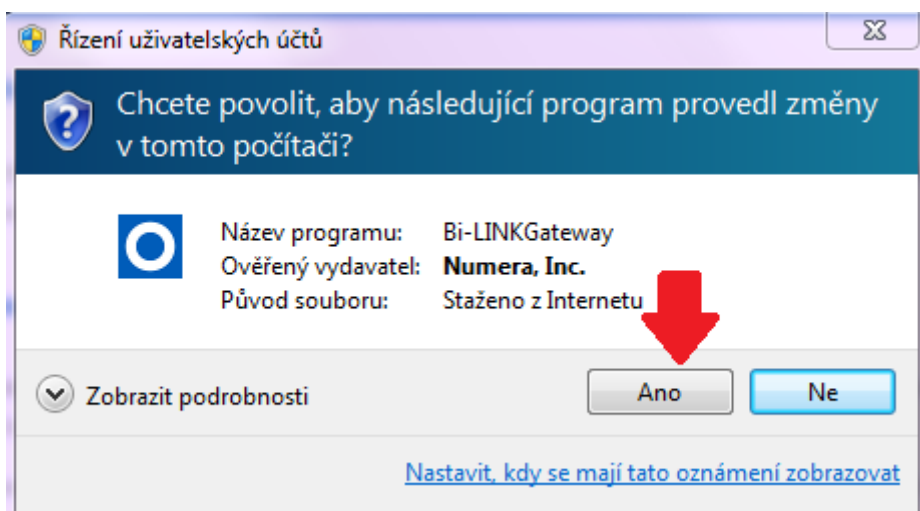 Řízení uživatelských účtů
Chcete povolit, aby následující program provedl změny
v tomto počítači?
Název programu: Bi-LINKGateway
Ověřený vydavatel: Numera, Inc.
Původ souboru: Staženo z Internetu
Zobrazit podrobnosti Ano Ne
Nastavit, kdy se mají tato oznámení zobrazovat